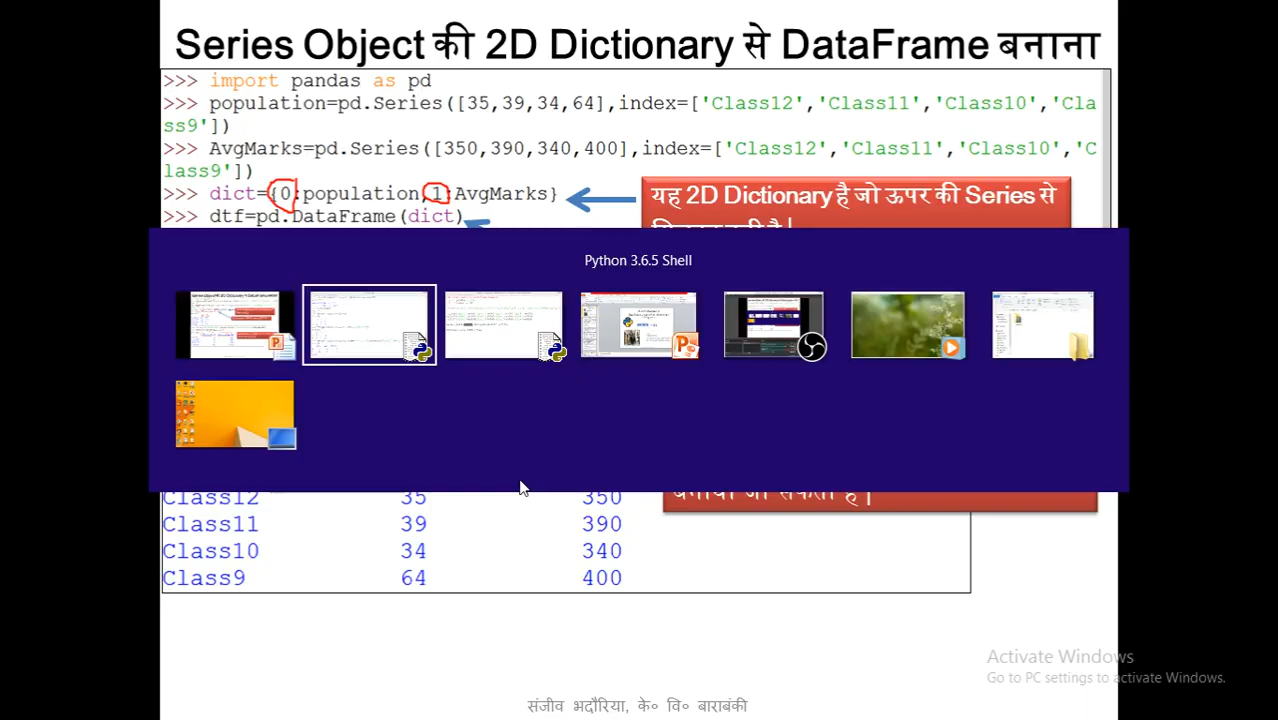 Series Object की 2D Dictionary से DataFrame बनाना
>>> import pandas as pd
>>> population=pd.Series([35,39,34,64],index=['Class12','Class11','Class10','Cla
ss9'])
>>> AvgMarks=pd.Series([350,390,340,400],index=['Class12','Class11','Class10','C
lass9'])
>>> dict={0:population,1:AvgMarks}
>>> dtf=pd.DataFrame(dict)
यह 2D Dictionary है जो ऊपर की Series से
Python 3.6.5 Shell
Class12 35 350
Class11 39 390
Class10 34 340
Class9 64 400
Activate Windows
Go to PC settings to activate Windows.
संजीव भदौरिया, के० वि० बाराबंकी